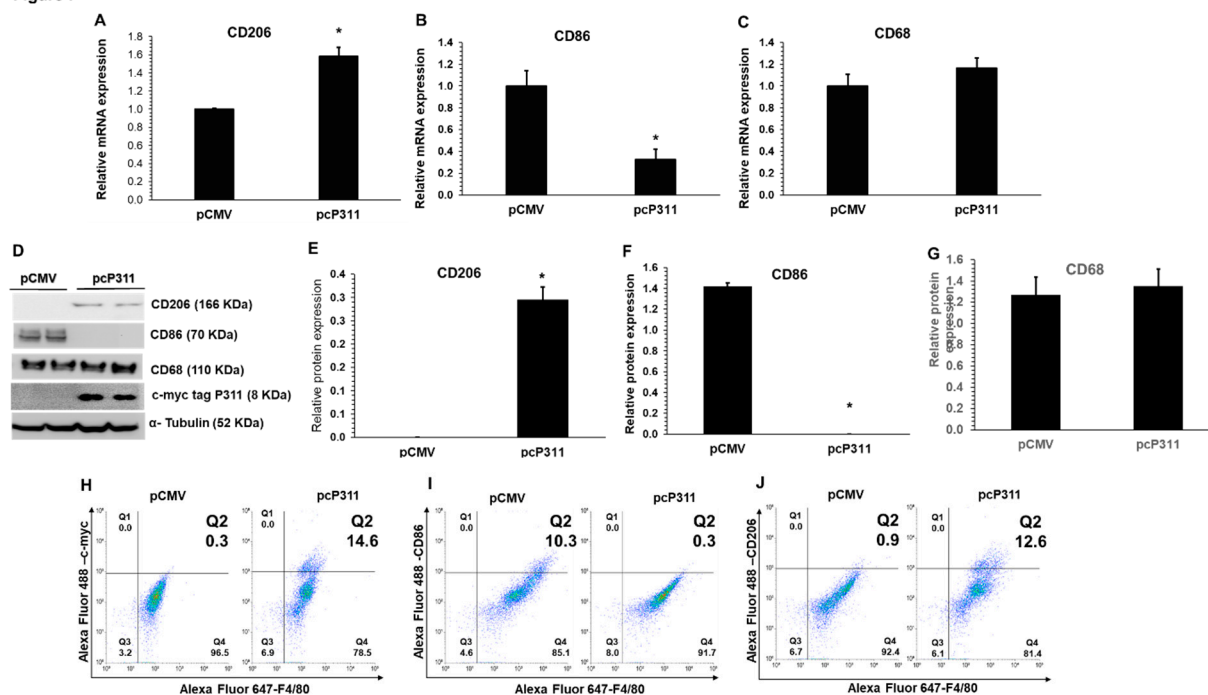 A
CD206
*
Relative mRNA expression
1.8
1.6
1.4
1.2
1.0
0.8
0.6
0.4
0.2
0.0
pCMV
pcP311
B
CD86
*
Relative mRNA expression
1.4
1.2
1.0
0.8
0.6
0.4
0.2
0.0
pCMV
pcP311
C
CD68
Relative mRNA expression
1.4
1.2
1.0
0.8
0.6
0.4
0.2
0.0
pCMV
pcP311
D
pCMV pcP311
CD206 (166 KDa)
CD86 (70 KDa)
CD68 (110 KDa)
c-myc tag P311 (8 KDa)
α- Tubulin (52 KDa)
E
CD206
*
Relative protein expression
0.4
0.3
0.3
0.2
0.2
0.1
0.1
0.0
pCMV
pcP311
F
CD86
*
Relative protein expression
1.6
1.4
1.2
1.0
0.8
0.6
0.4
0.2
0.0
pCMV
pcP311
G
CD68
Relative protein
expression
1.6
1.4
1.2
1.0
0.8
0.6
0.4
0.2
0.0
pCMV
pcP311
H
pCMV
pcP311
Alexa Fluor 488 –c-myc
Q1
0.0
Q2
0.3
Q3
3.2
Q4
96.5
Q1
0.0
Q2
14.6
Q3
6.9
Q4
78.5
Alexa Fluor 647-F4/80
I
pCMV
pcP311
Alexa Fluor 488 -CD86
Q1
0.0
Q2
10.3
Q3
4.6
Q4
85.1
Q1
0.0
Q2
0.3
Q3
8.0
Q4
91.7
Alexa Fluor 647-F4/80
J
pCMV
pcP311
Alexa Fluor 488 –CD206
Q1
0.0
Q2
0.9
Q3
6.7
Q4
92.4
Q1
0.0
Q2
12.6
Q3
6.1
Q4
81.4
Alexa Fluor 647-F4/80